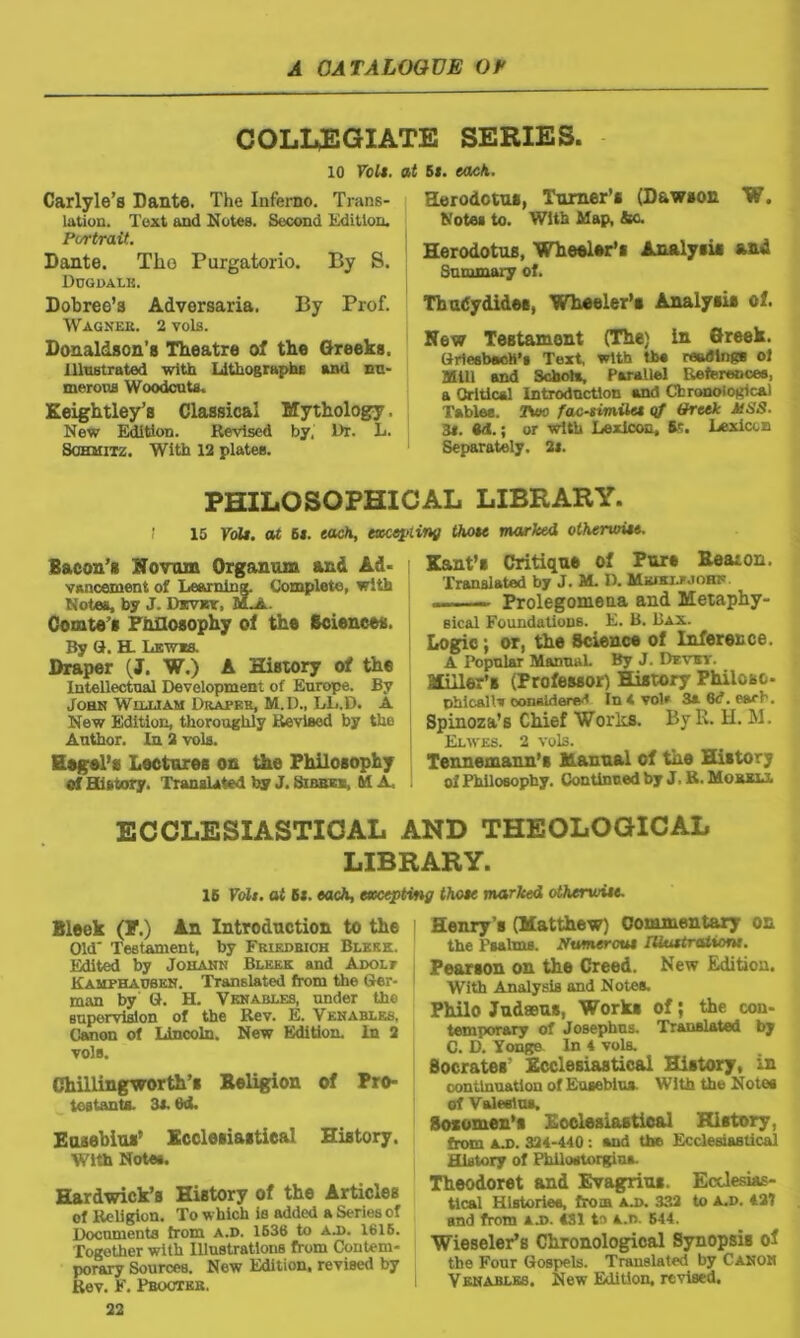 A CATALOGUE OF
COLLEGIATE SERIES.
10 Vols. at 5s. each.
Carlyle's Dante. The Inferno. Trans-
lation. Text and Notes. Second Edition.
Portrait.
Dante. The Purgatorio. By S.
DUGDALE.
Dobree's Adversaria. By Prof.
WAGNER. 2 vols.
Donaldson's Theatre of the Greeks.
Illustrated with Lithographs and nu-
merous Woodcuts.
Keightley's Classical Mythology.
New Edition. Revised by, Dr. L.
SCHMITZ. With 12 plates.
Herodotus, Turner's (Dawson W.
Notes to. With Map, &c.
Herodotus, Wheeler's Analysis and
Summary of.
Thucydides, Wheeler's Analysis of.
New Testament (The) in Greek.
Griesbach's Text, with the readings of
Mill and Scholz, Parallel References,
a Critical Introduction and Chronological
Tables. Two fac-similes of Greek MSS.
3s. 6d.; or with Lexicon, 5s. Lexicon
Separately. 2s.
PHILOSOPHICAL LIBRARY.
15 Vols. at 5s. each, excepting those marked otherwise.
Bacon's Novum Organum and Ad-
vancement of Learning. Complete, with
Notes, by J. DEVEY, M.A.
Comte's Philosophy of the Sciences.
By G. H. LEWES.
Draper (J. W.) A History of the
Intellectual Development of Europe. By
JOHN WILLIAM DRAPER, M.D., LL.D. A
New Edition, thoroughly Revised by the
Author. In 2 vols.
Hegel's Lectures on the Philosophy
of History. Translated by J. SIBREE, M A.
Kant's Critique of Pure Reason.
Translated by J. M. D. MEIKLEJOHN.
——— Prolegomena and Metaphy-
sical Foundations. E. B. BAX.
Logic; or, the Science of Inference.
A Popular Manual. By J. DEVEY.
Miller's (Professor) History Philoso-
phically considered In 4 vols 3s. 6d. each.
Spinoza's Chief Works. By R. H. M.
ELWES. 2 vols.
Tennemann's Manual of the History
of Philosophy. Continued by J. R. MORELL
ECCLESIASTICAL AND THEOLOGICAL
LIBRARY.
15 Vols. at 5s. each, excepting those marked otherwise.
Bleek (F.) An Introduction to the
Old Testament, by FRIEDRICH BLEEK.
Edited by JOHANN BLEEK and ADOLF
KAMPHAUSEN. Translated from the Ger-
man by G. H. VENABLES, under the
supervision of the Rev. E. VENABLES,
Canon of Lincoln. New Edition. In 2
vols.
Chillingworth's Religion of Pro-
testants. 3s. 6d.
Eusebius' Ecclesiastical History.
With Notes.
Hardwick's History of the Articles
of Religion. To which is added a Series of
Documents from A.D. 1536 to A.D. 1615.
Together with Illustrations from Contem-
porary Sources. New Edition, revised by
Rev. F. PROCTER.
Henry's (Matthew) Commentary on
the Psalms. Numerous Illustrations.
Pearson on the Creed. New Edition.
With Analysis and Notes.
Philo Judæus, Works of; the con-
temporary of Josephus. Translated by
C. D. Yonge In 4 vols.
Socrates' Ecclesiastical History, in
continuation of Eusebius. With the Notes
of Valesius.
Sozomen's Ecclesiastical History,
from A.D. 324-440: and the Ecclesiastical
History of Philostorgius.
Theodoret and Evagrius. Ecclesias-
tical Histories, from A.D. 332 to A.D. 427
and from A.D. 431 to A.D. 544.
Wieseler's Chronological Synopsis of
the Four Gospels. Translated by CANON
VENABLES. New Edition, revised.
22